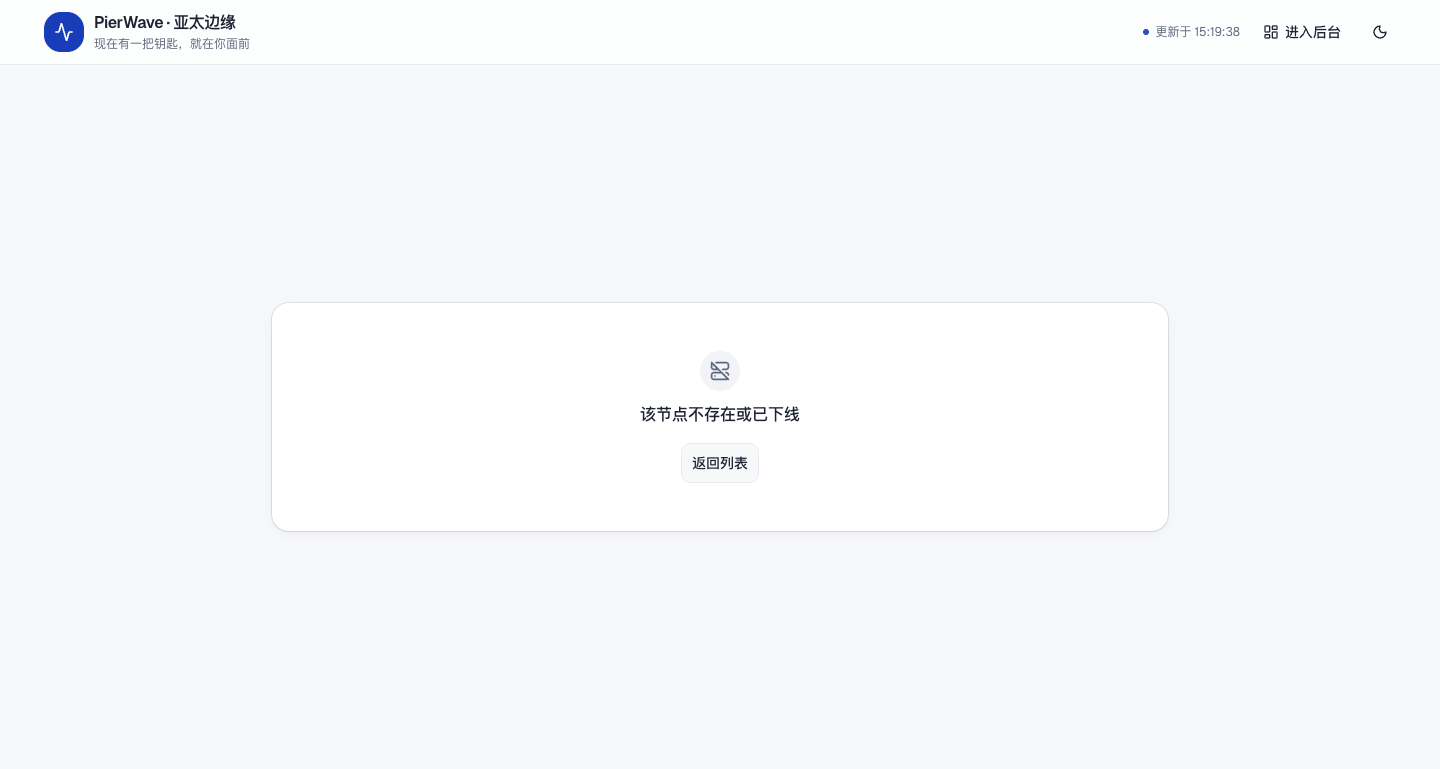 PierWave · 亚太边缘
现在有一把钥匙，就在你面前
更新于 15:19:38
进入后台
该节点不存在或已下线
返回列表